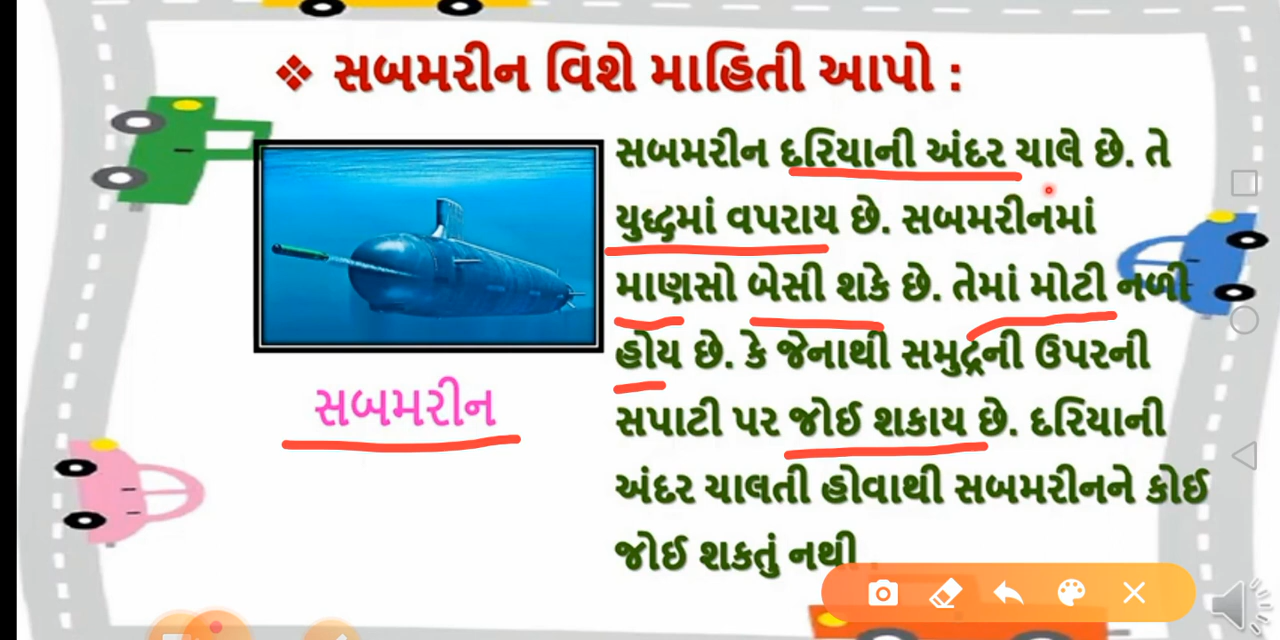 ❖ સબમરીન વિશે માહિતી આપો :
સબમરીન દરિયાની અંદર ચાલે છે. તે
યુદ્ધમાં વપરાય છે. સબમરીનમાં
માણસો બેસી શકે છે. તેમાં મોટી નળી
હોય છે. કે જેનાથી સમુદ્રની ઉપરની
સપાટી પર જોઈ શકાય છે. દરિયાની
અંદર ચાલતી હોવાથી સબમરીનને કોઈ
જોઈ શકતું નથી.
સબમરીન